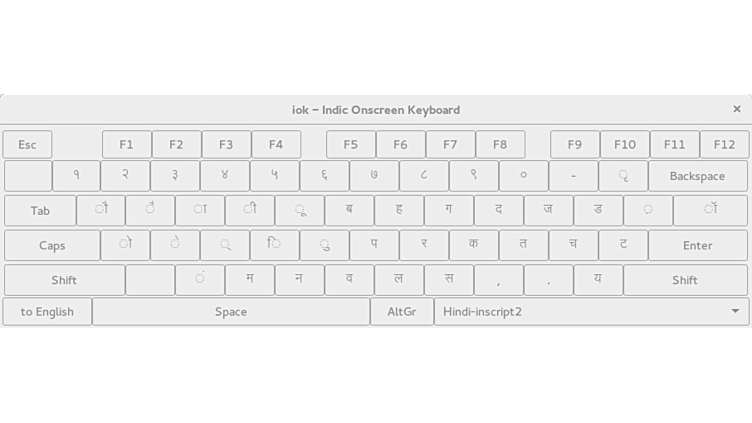 iok – Indic Onscreen Keyboard ×
Esc F1 F2 F3 F4 F5 F6 F7 F8 F9 F10 F11 F12
१ २ ३ ४ ५ ६ ७ ८ ९ ० - ृ Backspace
Tab ौ ै ा ी ू ब ह ग द ज ड ़ ॉ
Caps ो े ् ि ु प र क त च ट Enter
Shift ं म न व ल स , . य Shift
to English Space AltGr Hindi-inscript2